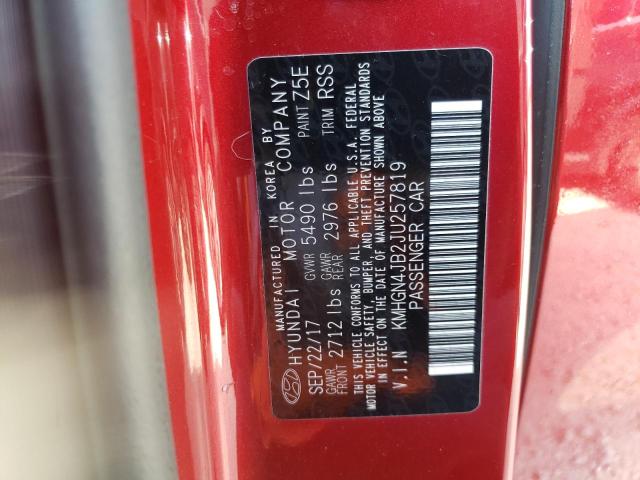 MANUFACTURED IN KOREA BY
HYUNDAI MOTOR COMPANY
SEP/22/17 GVWR 5490 lbs PAINT Z5E
GAWR FRONT 2712 lbs GAWR REAR 2976 lbs TRIM RSS
THIS VEHICLE CONFORMS TO ALL APPLICABLE U.S.A. FEDERAL
MOTOR VEHICLE SAFETY, BUMPER, AND THEFT PREVENTION STANDARDS
IN EFFECT ON THE DATE OF MANUFACTURE SHOWN ABOVE
V.I.N KMHGN4JB2JU257819
PASSENGER CAR